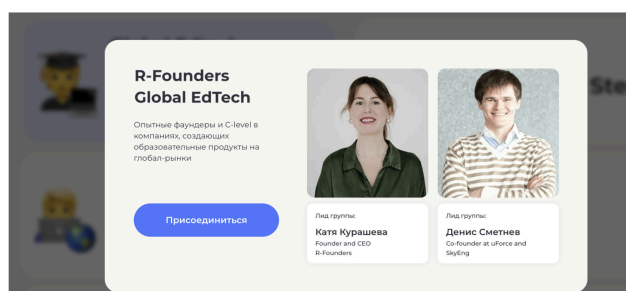 R-Founders
Global EdTech
Опытные фаундеры и C-level в
компаниях, создающих
образовательные продукты на
глобал-рынки
Присоединиться
Лид группы:
Катя Курашева
Founder and CEO
R-Founders
Лид группы:
Денис Сметнев
Co-founder at uForce and
SkyEng
Ste